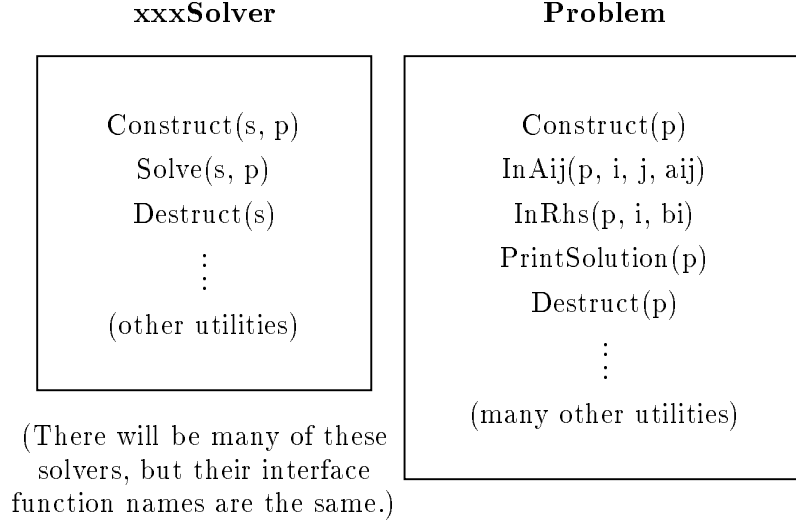 xxxSolver
Construct(s, p)
Solve(s, p)
Destruct(s)
(other utilities)
(There will be many of these
solvers, but their interface
function names are the same.)
Problem
Construct(p)
InAij(p, i, j, aij)
InRhs(p, i, bi)
PrintSolution(p)
Destruct(p)
(many other utilities)